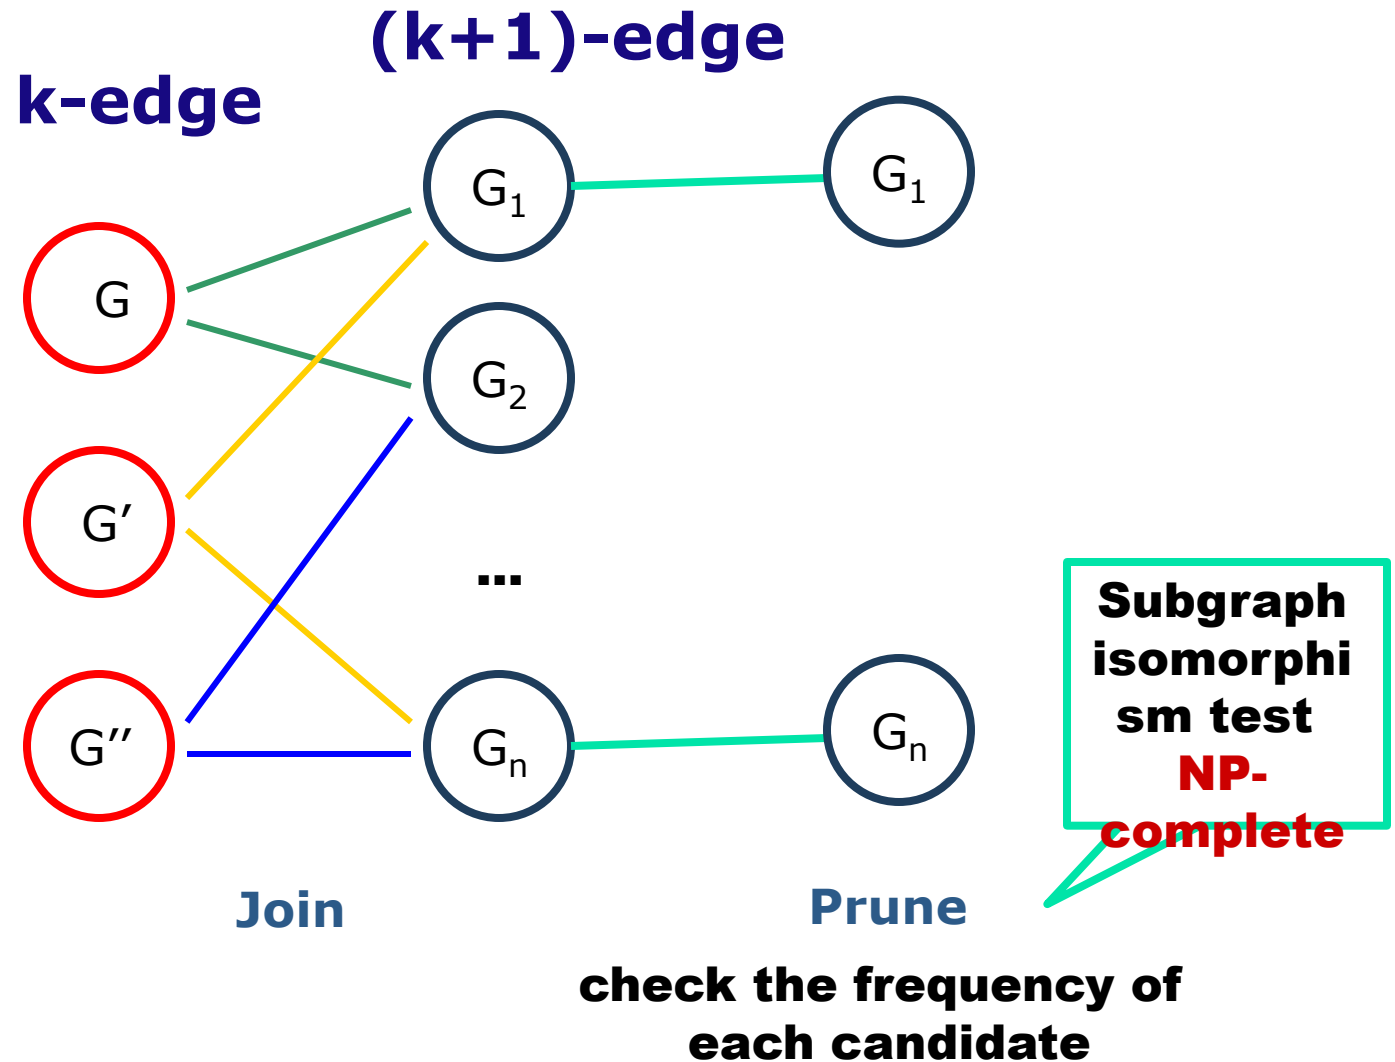 (k+1)-edge
k-edge
G₁
G₁
G
G₂
G′
...
Subgraph
isomorphi
sm test
NP-
complete
G′′
Gₙ
Gₙ
Join
Prune
check the frequency of
each candidate